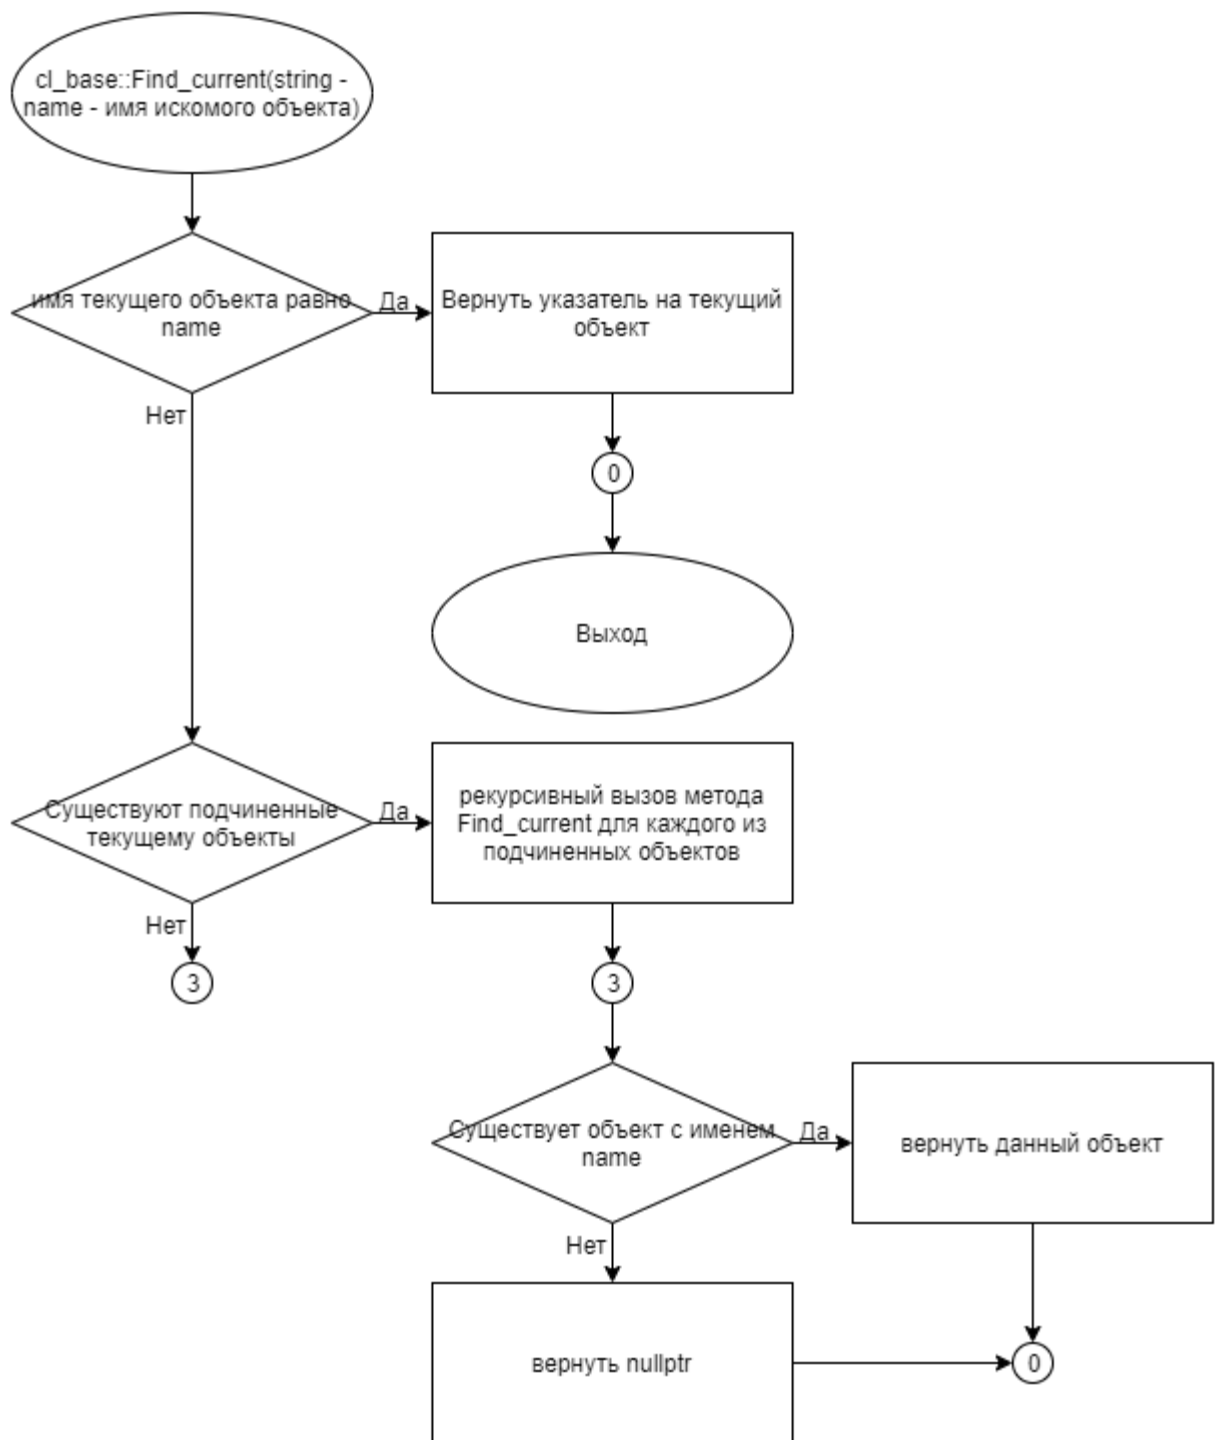 cl_base::Find_current(string -
name - имя искомого объекта)
имя текущего объекта равно
name
Да
Вернуть указатель на текущий
объект
Нет
0
Выход
Существуют подчиненные
текущему объекты
Да
рекурсивный вызов метода
Find_current для каждого из
подчиненных объектов
Нет
3
3
Существует объект с именем
name
Да
вернуть данный объект
Нет
вернуть nullptr
0